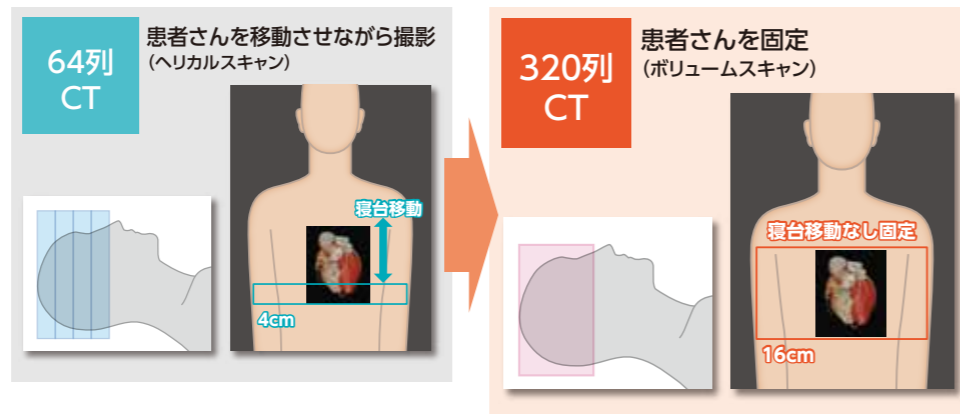 64列
CT
患者さんを移動させながら撮影
（ヘリカルスキャン）
寝台移動
4cm
320列
CT
患者さんを固定
（ボリュームスキャン）
寝台移動なし固定
16cm